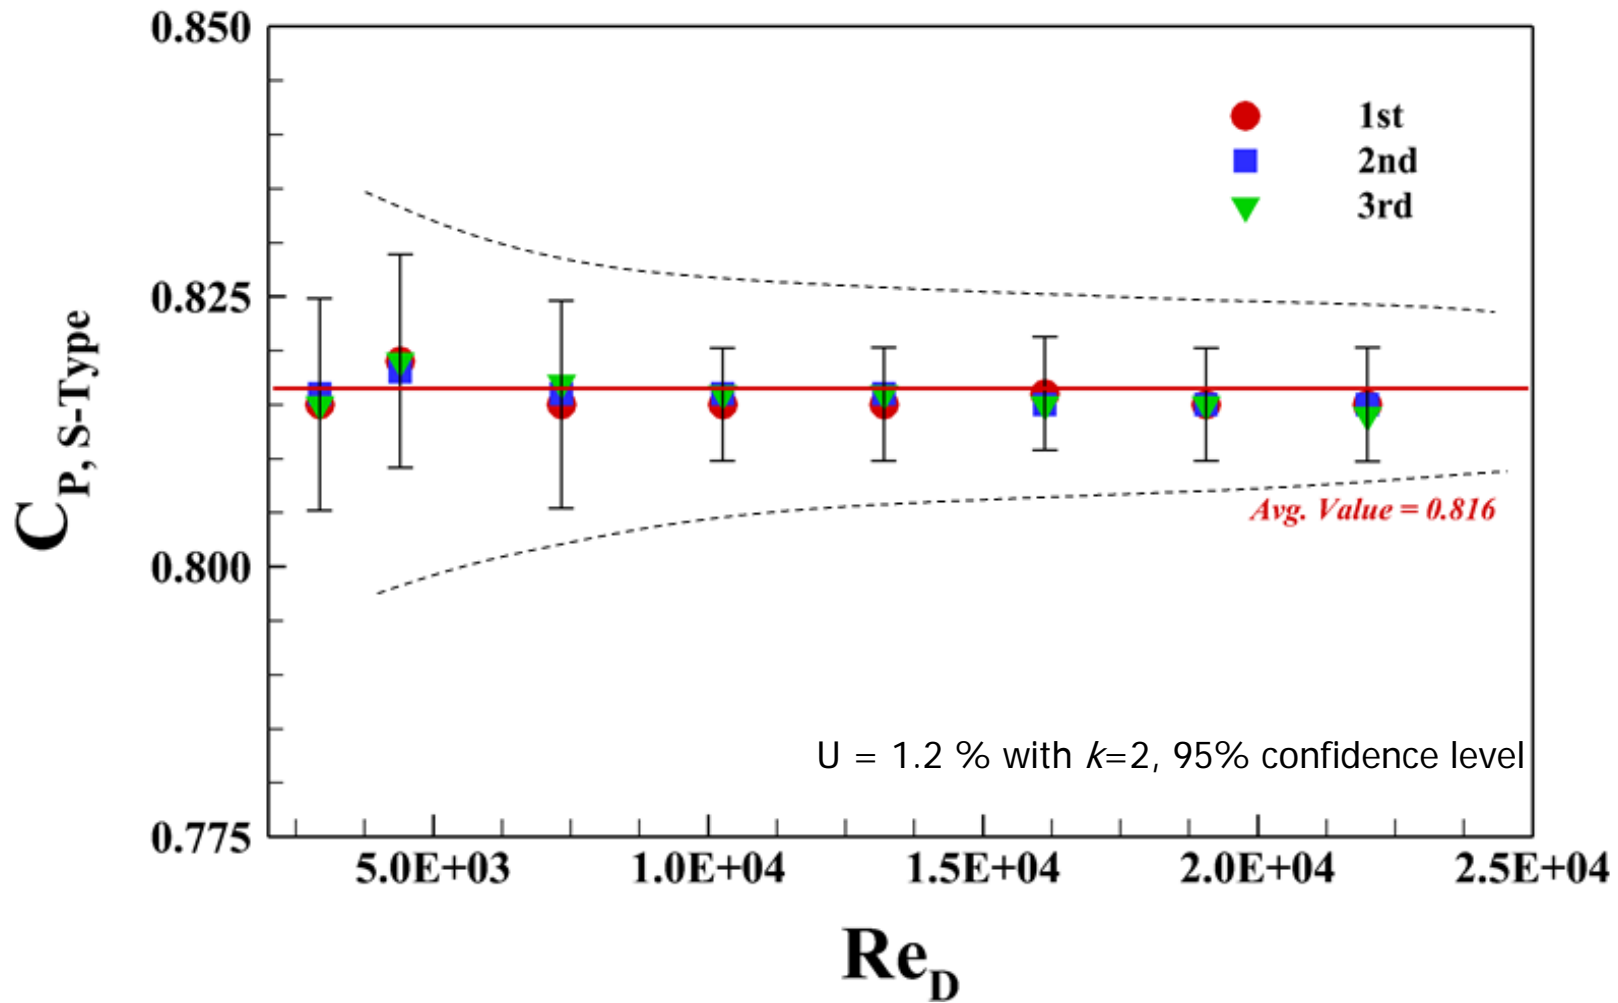 0.850
1st
2nd
3rd
0.825
C_P, S-Type
Avg. Value = 0.816
0.800
U = 1.2 % with k=2, 95% confidence level
0.775
5.0E+03 1.0E+04 1.5E+04 2.0E+04 2.5E+04
Re_D